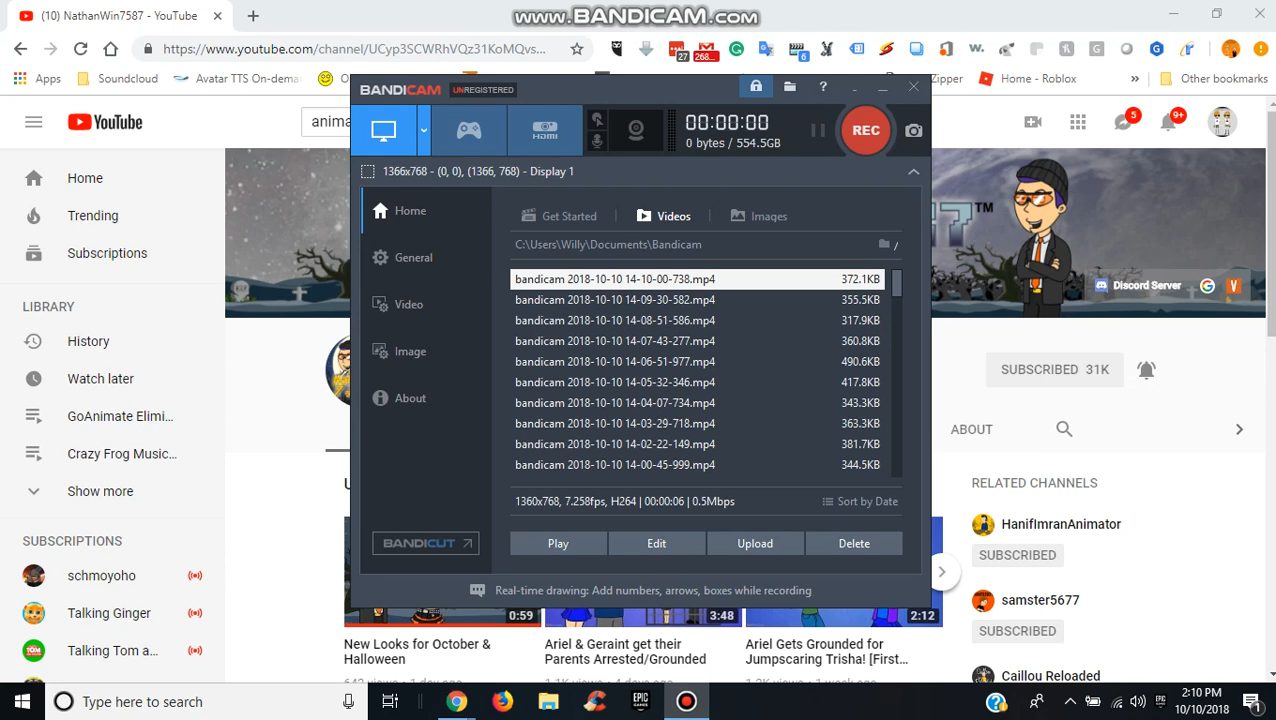 (10) NathanWin7587 - YouTube
www.BANDICAM.com
https://www.youtube.com/channel/UCyp3SCWRhVQz31KoMQvs...
27
268...
6
Apps
Soundcloud
Avatar TTS On-dema
Zipper
Home - Roblox
»
Other bookmarks
YouTube
anima
5
9+
Home
Trending
Subscriptions
LIBRARY
History
Watch later
GoAnimate Elimi...
Crazy Frog Music...
Show more
SUBSCRIPTIONS
schmoyoho
Talking Ginger
Talking Tom a...
BANDICAM UNREGISTERED
?
HDMI
00:00:00
0 bytes / 554.5GB
REC
1366x768 - (0, 0), (1366, 768) - Display 1
Home
General
Video
Image
About
BANDICUT
Get Started
Videos
Images
C:\Users\Willy\Documents\Bandicam
/
bandicam 2018-10-10 14-10-00-738.mp4 372.1KB
bandicam 2018-10-10 14-09-30-582.mp4 355.5KB
bandicam 2018-10-10 14-08-51-586.mp4 317.9KB
bandicam 2018-10-10 14-07-43-277.mp4 360.8KB
bandicam 2018-10-10 14-06-51-977.mp4 490.6KB
bandicam 2018-10-10 14-05-32-346.mp4 417.8KB
bandicam 2018-10-10 14-04-07-734.mp4 343.3KB
bandicam 2018-10-10 14-03-29-718.mp4 363.3KB
bandicam 2018-10-10 14-02-22-149.mp4 381.7KB
bandicam 2018-10-10 14-00-45-999.mp4 344.5KB
1360x768, 7.258fps, H264 | 00:00:06 | 0.5Mbps
Sort by Date
Play
Edit
Upload
Delete
Real-time drawing: Add numbers, arrows, boxes while recording
7™
Discord Server
SUBSCRIBED 31K
ABOUT
RELATED CHANNELS
HanifImranAnimator
SUBSCRIBED
samster5677
SUBSCRIBED
Caillou Reloaded
0:59
3:48
2:12
New Looks for October &
Halloween
Ariel & Geraint get their
Parents Arrested/Grounded
Ariel Gets Grounded for
Jumpscaring Trisha! [First...
Type here to search
EPIC
GAMES
2:10 PM
10/10/2018
1